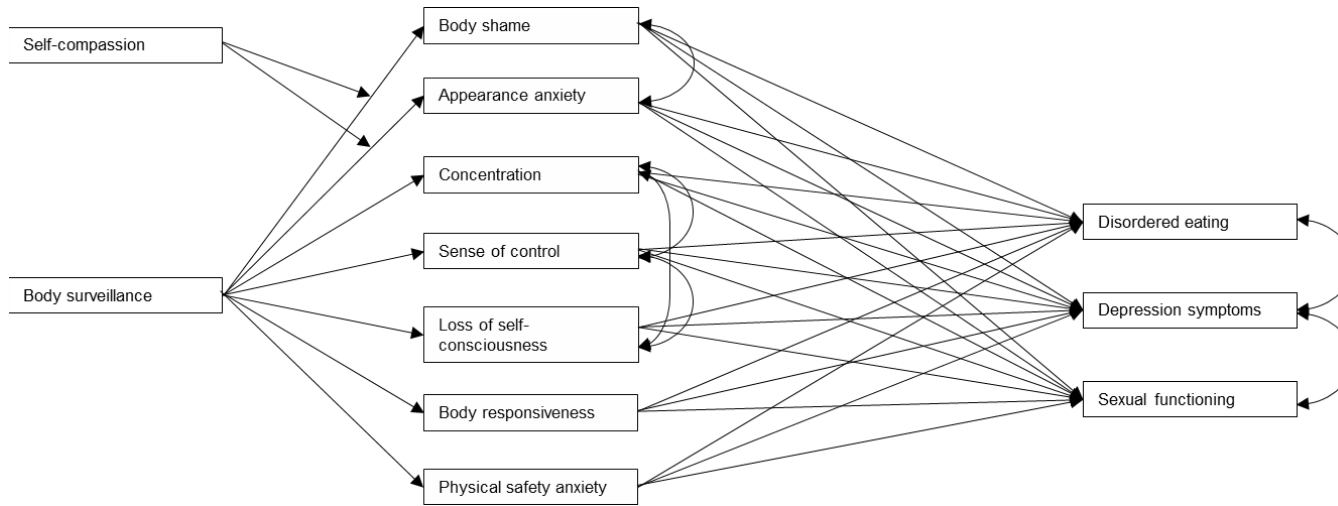 Self-compassion
Body surveillance
Body shame
Appearance anxiety
Concentration
Sense of control
Loss of self-
consciousness
Body responsiveness
Physical safety anxiety
Disordered eating
Depression symptoms
Sexual functioning